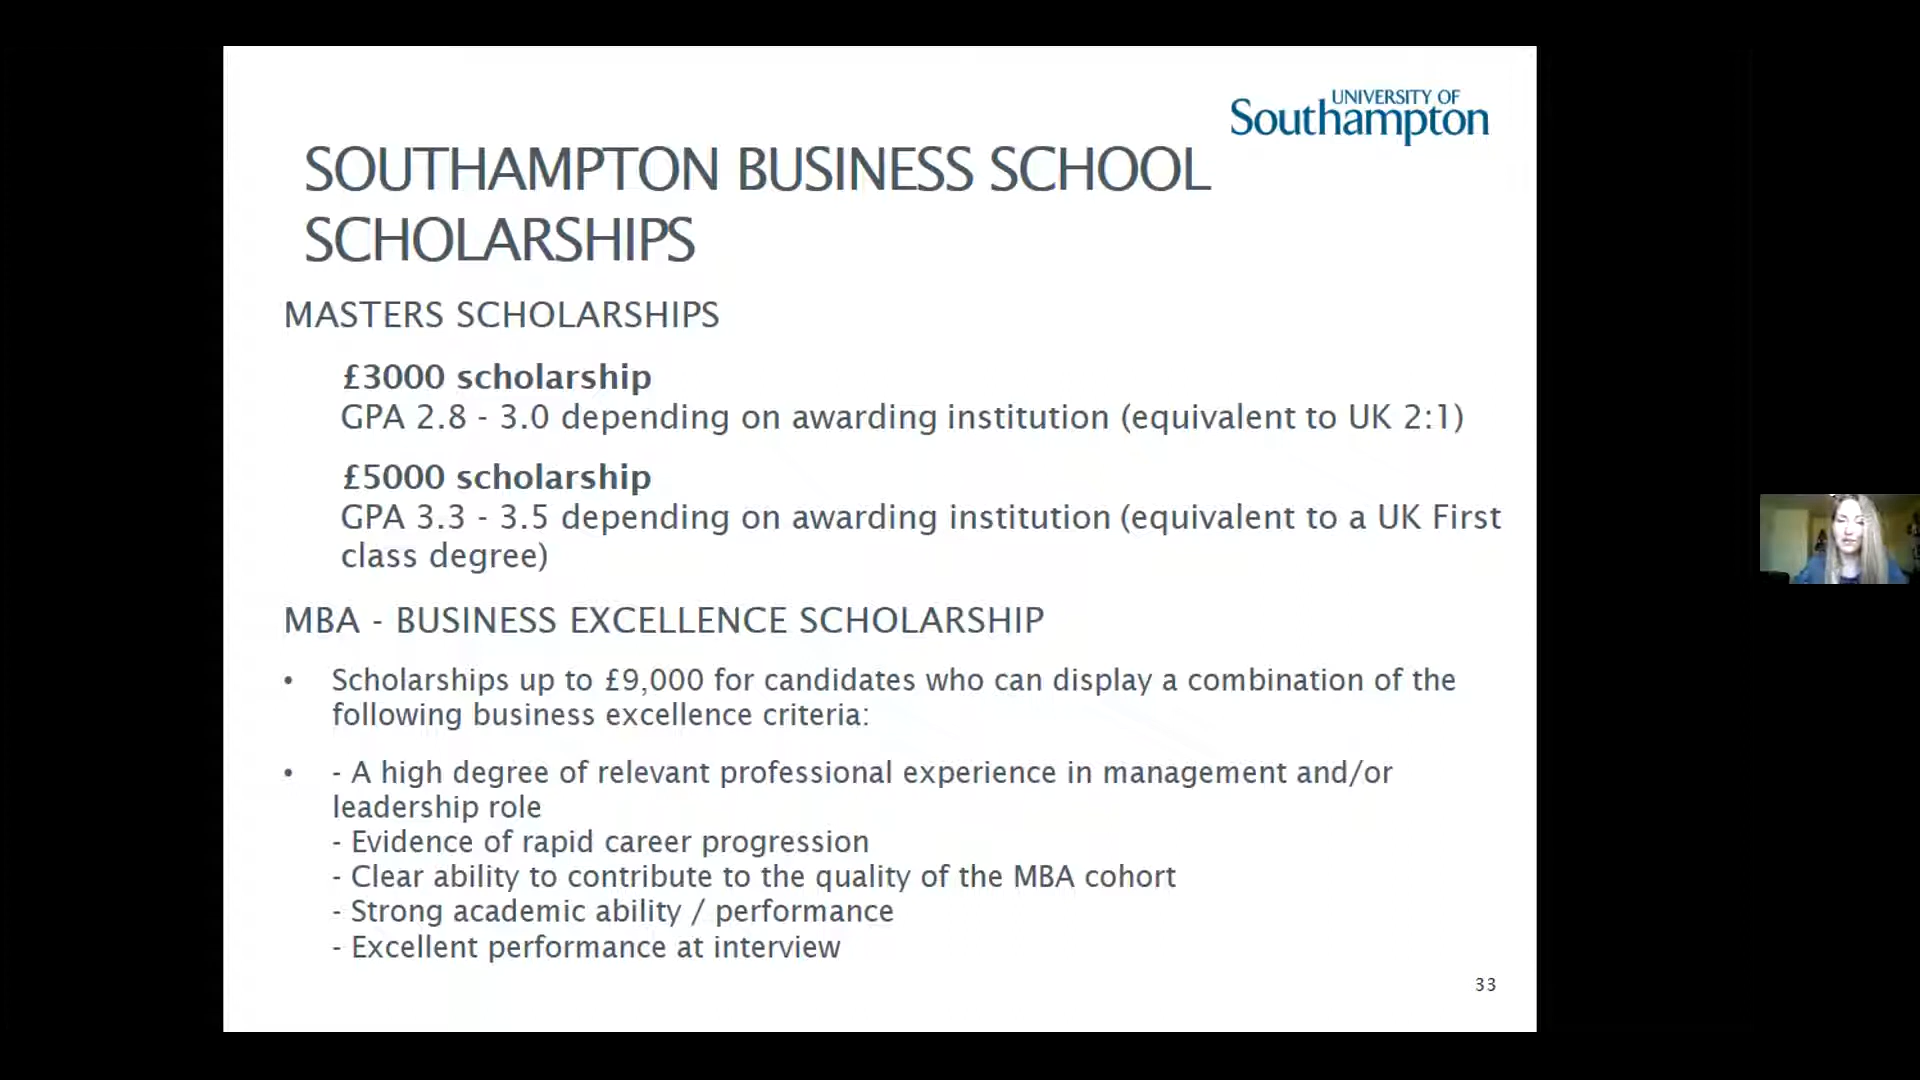 UNIVERSITY OF
Southampton
SOUTHAMPTON BUSINESS SCHOOL
SCHOLARSHIPS
MASTERS SCHOLARSHIPS
£3000 scholarship
GPA 2.8 - 3.0 depending on awarding institution (equivalent to UK 2:1)
£5000 scholarship
GPA 3.3 - 3.5 depending on awarding institution (equivalent to a UK First
class degree)
MBA - BUSINESS EXCELLENCE SCHOLARSHIP
• Scholarships up to £9,000 for candidates who can display a combination of the
following business excellence criteria:
• - A high degree of relevant professional experience in management and/or
leadership role
- Evidence of rapid career progression
- Clear ability to contribute to the quality of the MBA cohort
- Strong academic ability / performance
- Excellent performance at interview
33